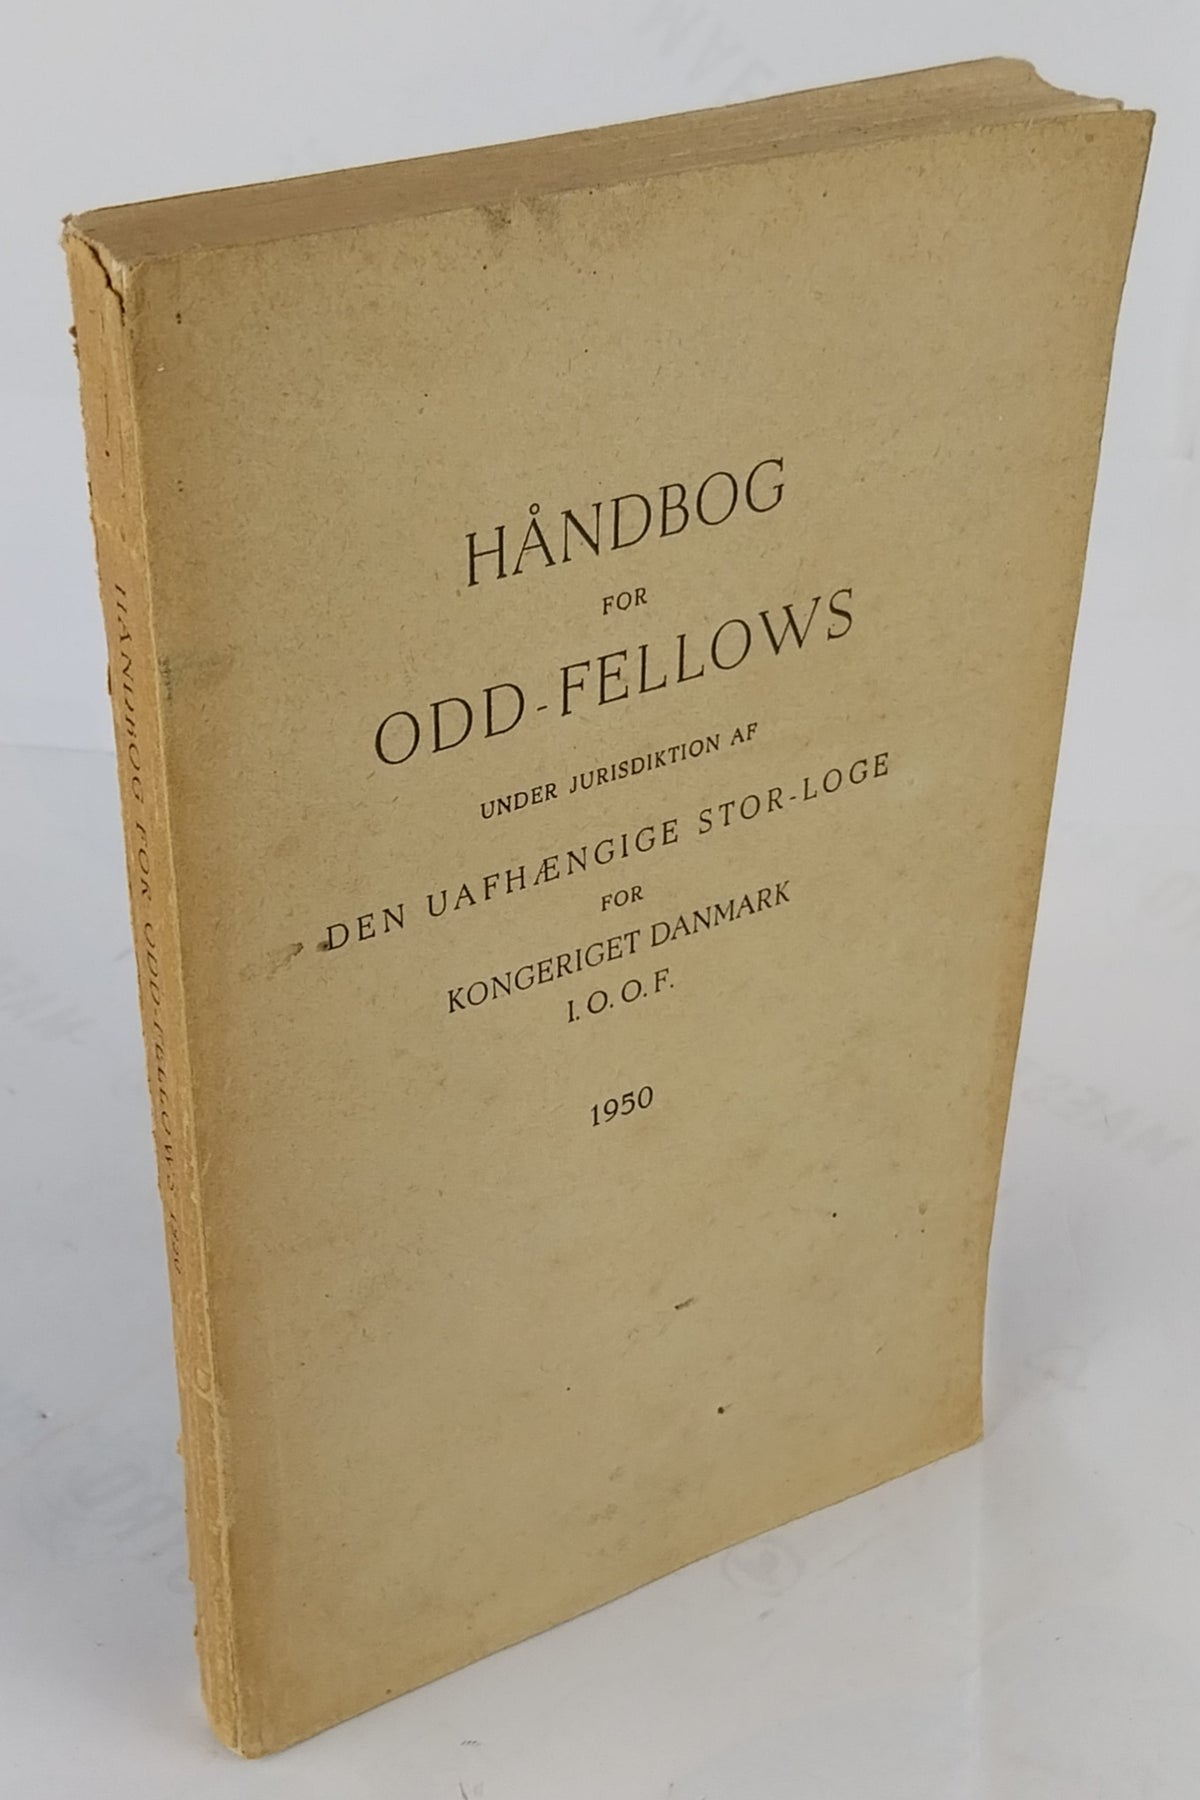 HÅNDBOG
FOR
ODD-FELLOWS
UNDER JURISDIKTION AF
DEN UAFHÆNGIGE STOR-LOGE
FOR
KONGERIGET DANMARK
I. O. O. F.
1950
HÅNDBOG FOR ODD-FELLOWS 1950